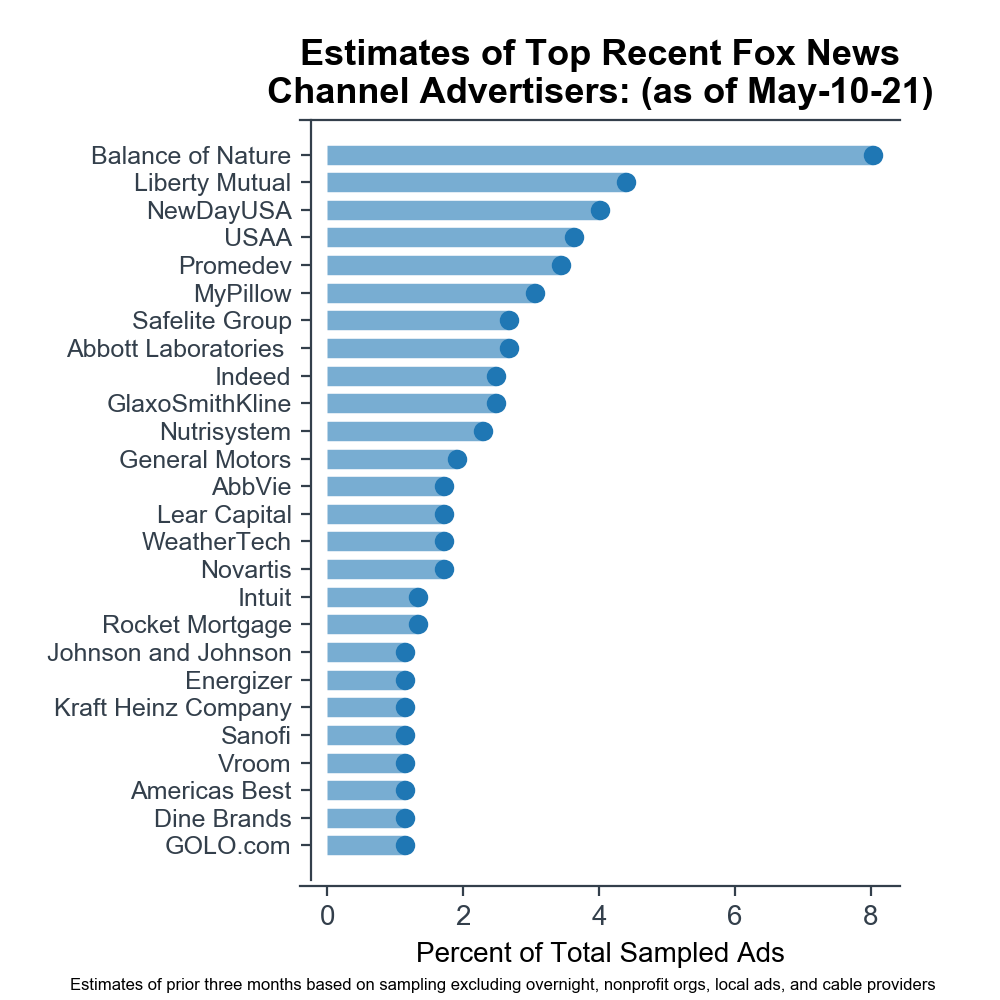 Estimates of Top Recent Fox News
Channel Advertisers: (as of May-10-21)
Balance of Nature
Liberty Mutual
NewDayUSA
USAA
Promedev
MyPillow
Safelite Group
Abbott Laboratories
Indeed
GlaxoSmithKline
Nutrisystem
General Motors
AbbVie
Lear Capital
WeatherTech
Novartis
Intuit
Rocket Mortgage
Johnson and Johnson
Energizer
Kraft Heinz Company
Sanofi
Vroom
Americas Best
Dine Brands
GOLO.com
0 2 4 6 8
Percent of Total Sampled Ads
Estimates of prior three months based on sampling excluding overnight, nonprofit orgs, local ads, and cable providers